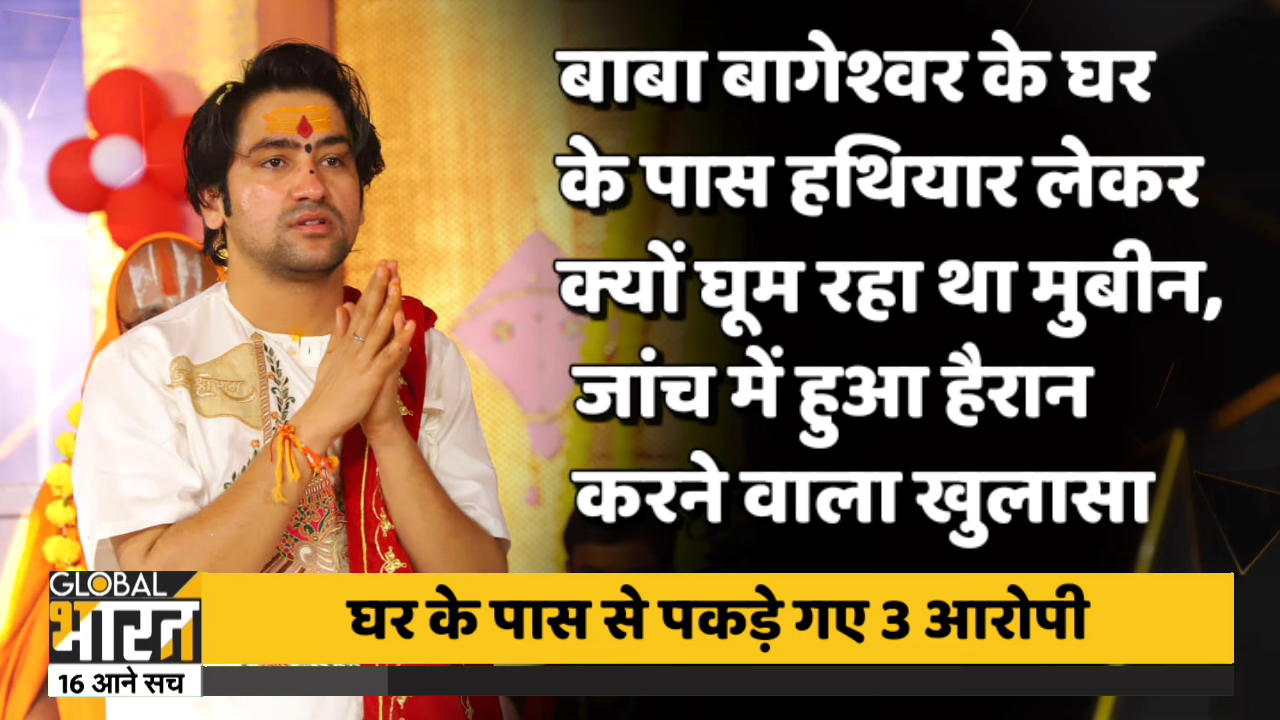 बाबा बागेश्वर के घर
के पास हथियार लेकर
क्यों घूम रहा था मुबीन,
जांच में हुआ हैरान
करने वाला खुलासा
घर के पास से पकड़े गए 3 आरोपी
GLOBAL
भारत
16 आने सच